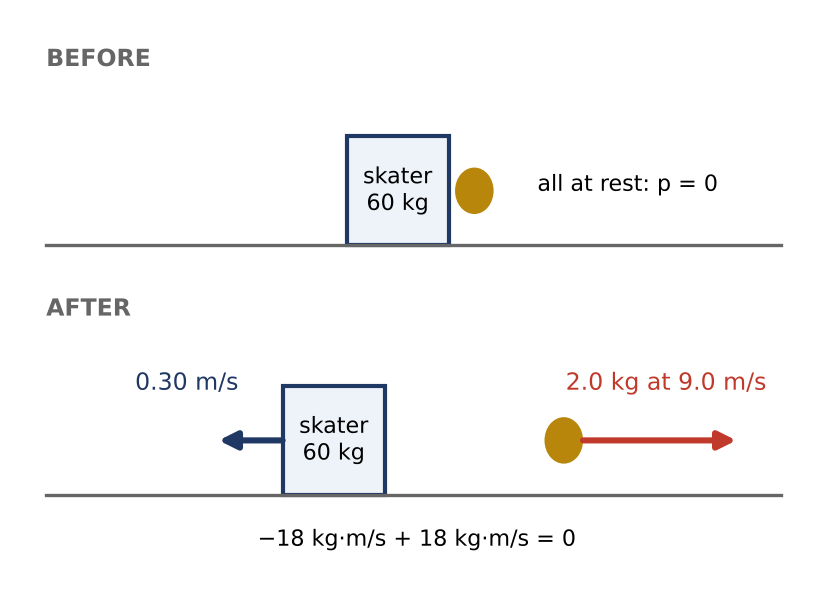 BEFORE
skater
60 kg
all at rest: p = 0
AFTER
0.30 m/s
2.0 kg at 9.0 m/s
skater
60 kg
−18 kg·m/s + 18 kg·m/s = 0